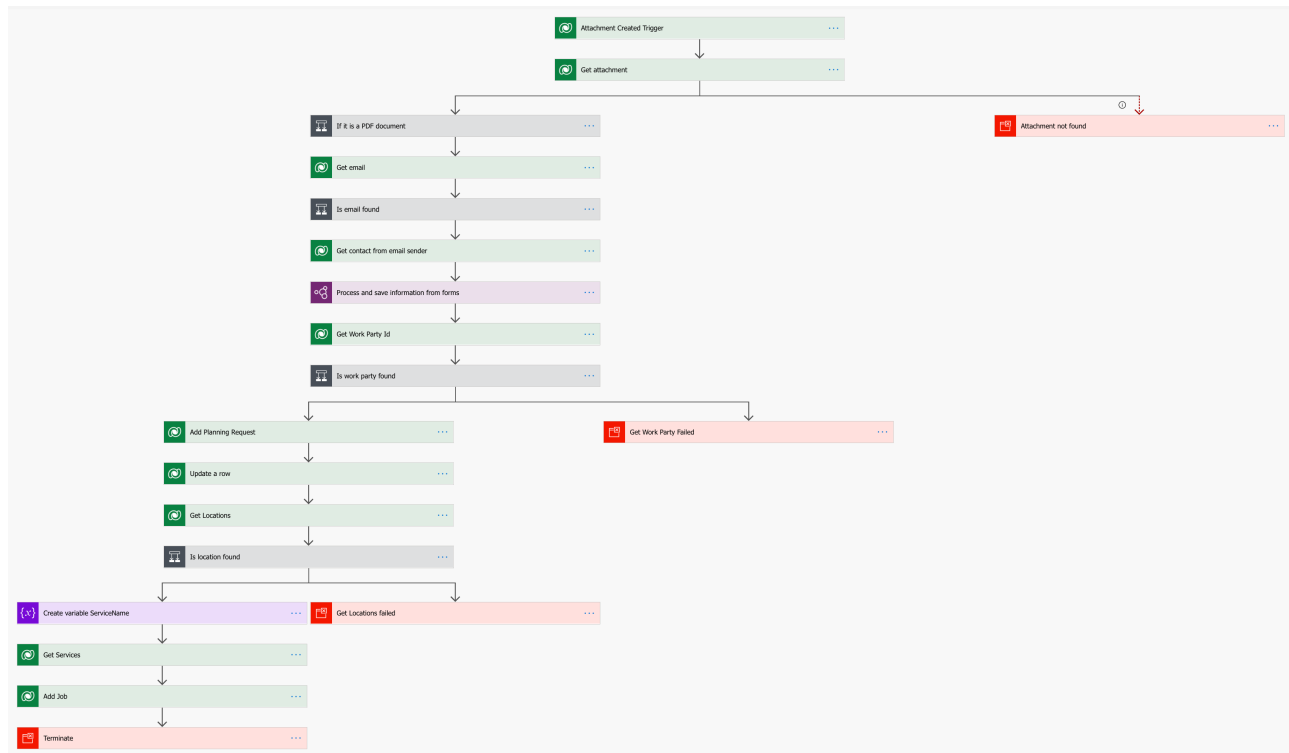 Attachment Created Trigger
Get attachment
If it is a PDF document
Attachment not found
Get email
Is email found
Get contact from email sender
Process and save information from forms
Get Work Party Id
Is work party found
Add Planning Request
Get Work Party Failed
Update a row
Get Locations
Is location found
{x} Create variable ServiceName
Get Locations failed
Get Services
Add Job
Terminate